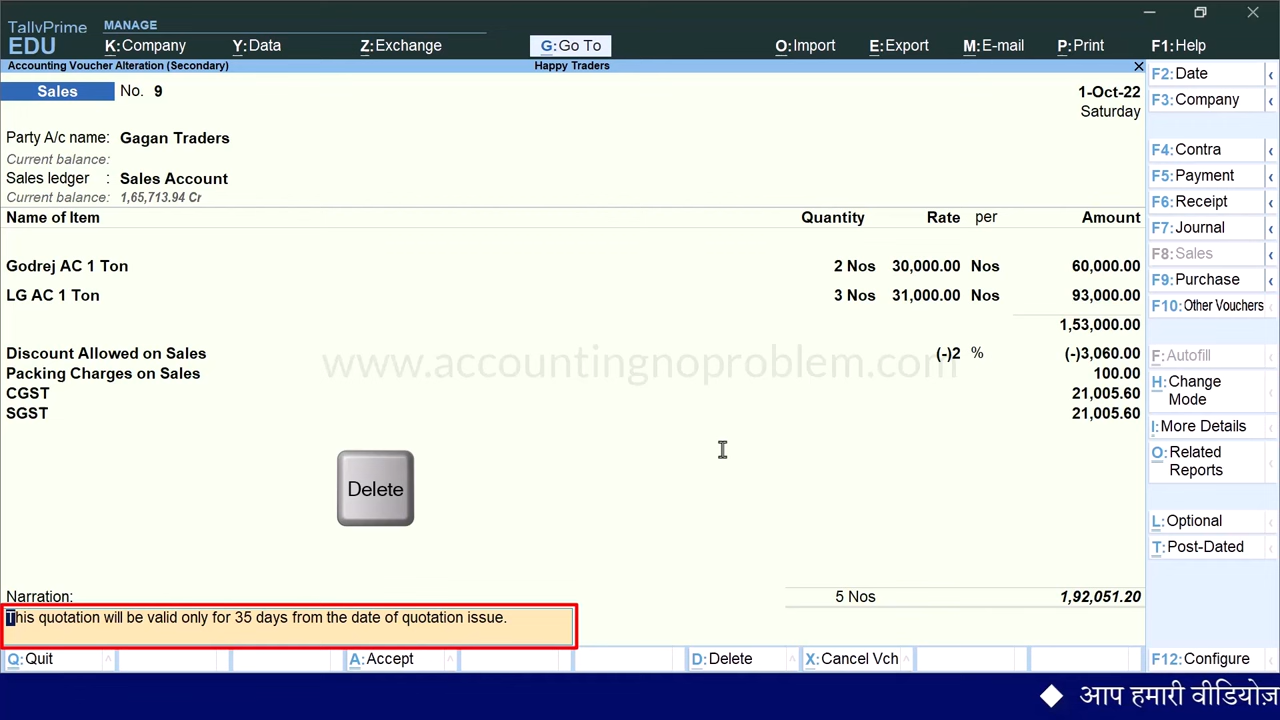 TallyPrime MANAGE
EDU K:Company Y:Data Z:Exchange G:Go To O:Import E:Export M:E-mail P:Print F1:Help
Accounting Voucher Alteration (Secondary) Happy Traders
Sales No. 9 1-Oct-22
Saturday
Party A/c name: Gagan Traders
Current balance:
Sales ledger : Sales Account
Current balance: 1,65,713.94 Cr
Name of Item Quantity Rate per Amount
Godrej AC 1 Ton 2 Nos 30,000.00 Nos 60,000.00
LG AC 1 Ton 3 Nos 31,000.00 Nos 93,000.00
1,53,000.00
Discount Allowed on Sales (-)2 % (-)3,060.00
www.accountingnoproblem.com
Packing Charges on Sales 100.00
CGST 21,005.60
SGST 21,005.60
Delete
Narration: 5 Nos 1,92,051.20
This quotation will be valid only for 35 days from the date of quotation issue.
Q:Quit A:Accept D:Delete X:Cancel Vch F12:Configure
F2:Date
F3:Company
F4:Contra
F5:Payment
F6:Receipt
F7:Journal
F8:Sales
F9:Purchase
F10:Other Vouchers
F:Autofill
H:Change
Mode
I:More Details
O:Related
Reports
L:Optional
T:Post-Dated
आप हमारी वीडियोज़